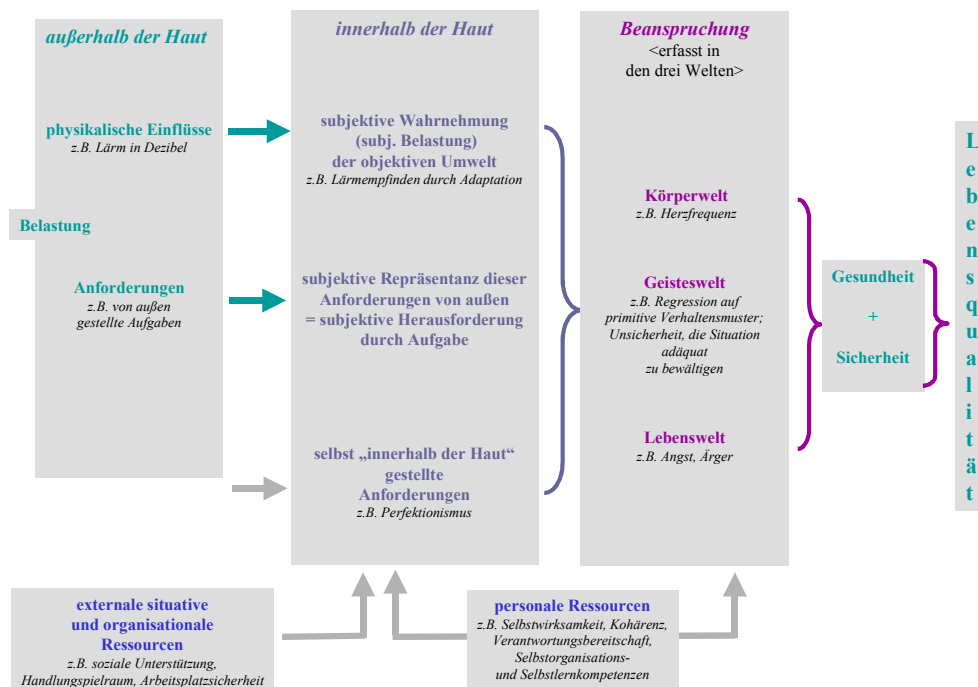 außerhalb der Haut
physikalische Einflüsse
z.B. Lärm in Dezibel
Belastung
Anforderungen
z.B. von außen
gestellte Aufgaben
innerhalb der Haut
subjektive Wahrnehmung
(subj. Belastung)
der objektiven Umwelt
z.B. Lärmempfinden durch Adaptation
subjektive Repräsentanz dieser
Anforderungen von außen
= subjektive Herausforderung
durch Aufgabe
selbst „innerhalb der Haut“
gestellte
Anforderungen
z.B. Perfektionismus
Beanspruchung
<erfasst in
den drei Welten>
Körperwelt
z.B. Herzfrequenz
Geisteswelt
z.B. Regression auf
primitive Verhaltensmuster;
Unsicherheit, die Situation
adäquat
zu bewältigen
Lebenswelt
z.B. Angst, Ärger
Gesundheit
+
Sicherheit
Lebensqualität
externale situative
und organisationale
Ressourcen
z.B. soziale Unterstützung,
Handlungspielraum, Arbeitsplatzsicherheit
personale Ressourcen
z.B. Selbstwirksamkeit, Kohärenz,
Verantwortungsbereitschaft,
Selbstorganisations-
und Selbstlernkompetenzen